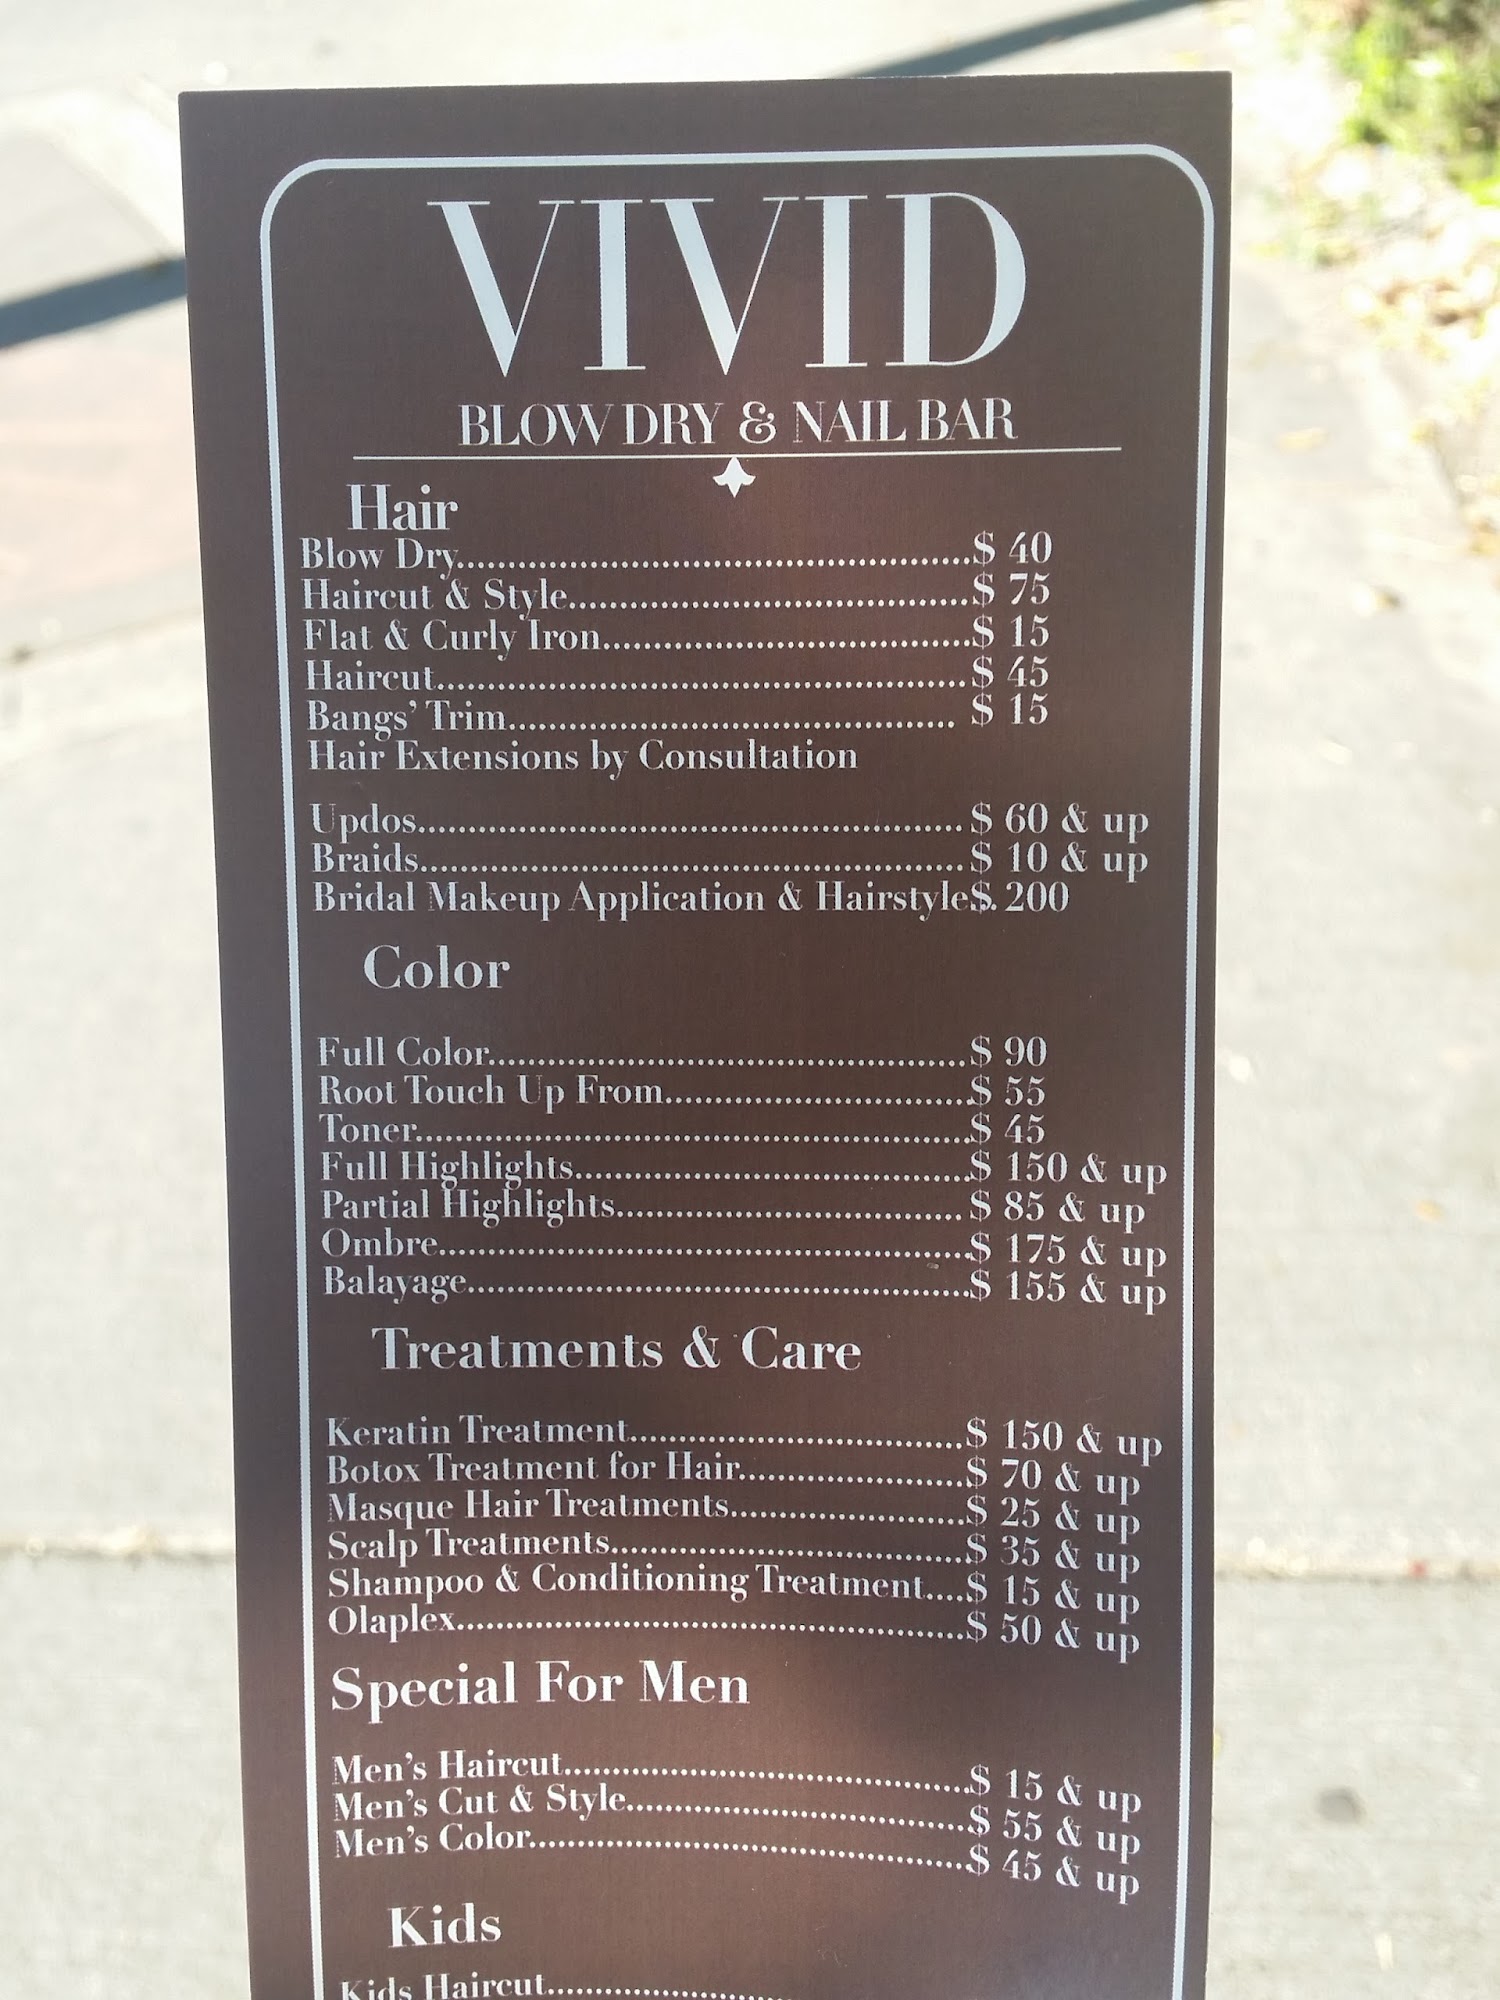 VIVID
BLOW DRY & NAIL BAR
Hair
Blow Dry..................................................$ 40
Haircut & Style.......................................$ 75
Flat & Curly Iron....................................$ 15
Haircut....................................................$ 45
Bangs' Trim............................................ $ 15
Hair Extensions by Consultation
Updos..................................................... $ 60 & up
Braids..................................................... $ 10 & up
Bridal Makeup Application & Hairstyle$. 200
Color
Full Color...............................................$ 90
Root Touch Up From..............................$ 55
Toner......................................................$ 45
Full Highlights.......................................$ 150 & up
Partial Highlights.................................. $ 85 & up
Ombre....................................................$ 175 & up
Balayage.................................................$ 155 & up
Treatments & Care
Keratin Treatment.................................$ 150 & up
Botox Treatment for Hair......................$ 70 & up
Masque Hair Treatments.......................$ 25 & up
Scalp Treatments...................................$ 35 & up
Shampoo & Conditioning Treatment....$ 15 & up
Olaplex..................................................$ 50 & up
Special For Men
Men's Haircut........................................$ 15 & up
Men's Cut & Style..................................$ 55 & up
Men's Color...........................................$ 45 & up
Kids
Kids Haircut........................